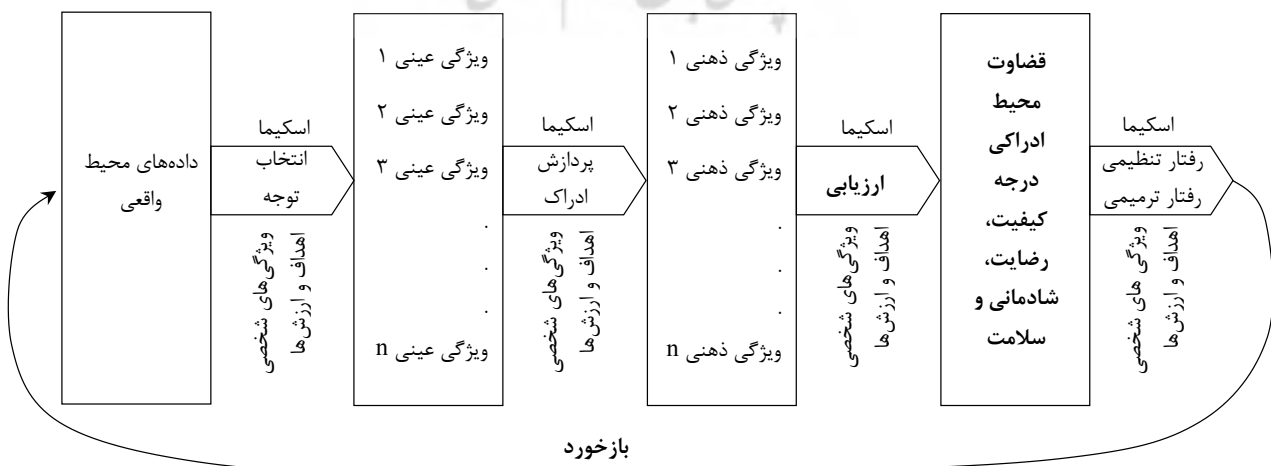 داده‌های محیط
واقعی
اسکیما
انتخاب
توجه
ویژگی‌های شخصی
اهداف و ارزش‌ها
ویژگی عینی ۱
ویژگی عینی ۲
ویژگی عینی ۳
.
.
.
ویژگی عینی n
اسکیما
پردازش
ادراک
ویژگی‌های شخصی
اهداف و ارزش‌ها
ویژگی ذهنی ۱
ویژگی ذهنی ۲
ویژگی ذهنی ۳
.
.
.
ویژگی ذهنی n
اسکیما
ارزیابی
ویژگی‌های شخصی
اهداف و ارزش‌ها
قضاوت
محیط
ادراکی
درجه
کیفیت،
رضایت،
شادمانی و
سلامت
اسکیما
رفتار تنظیمی
رفتار ترمیمی
ویژگی های شخصی
اهداف و ارزش‌ها
بازخورد